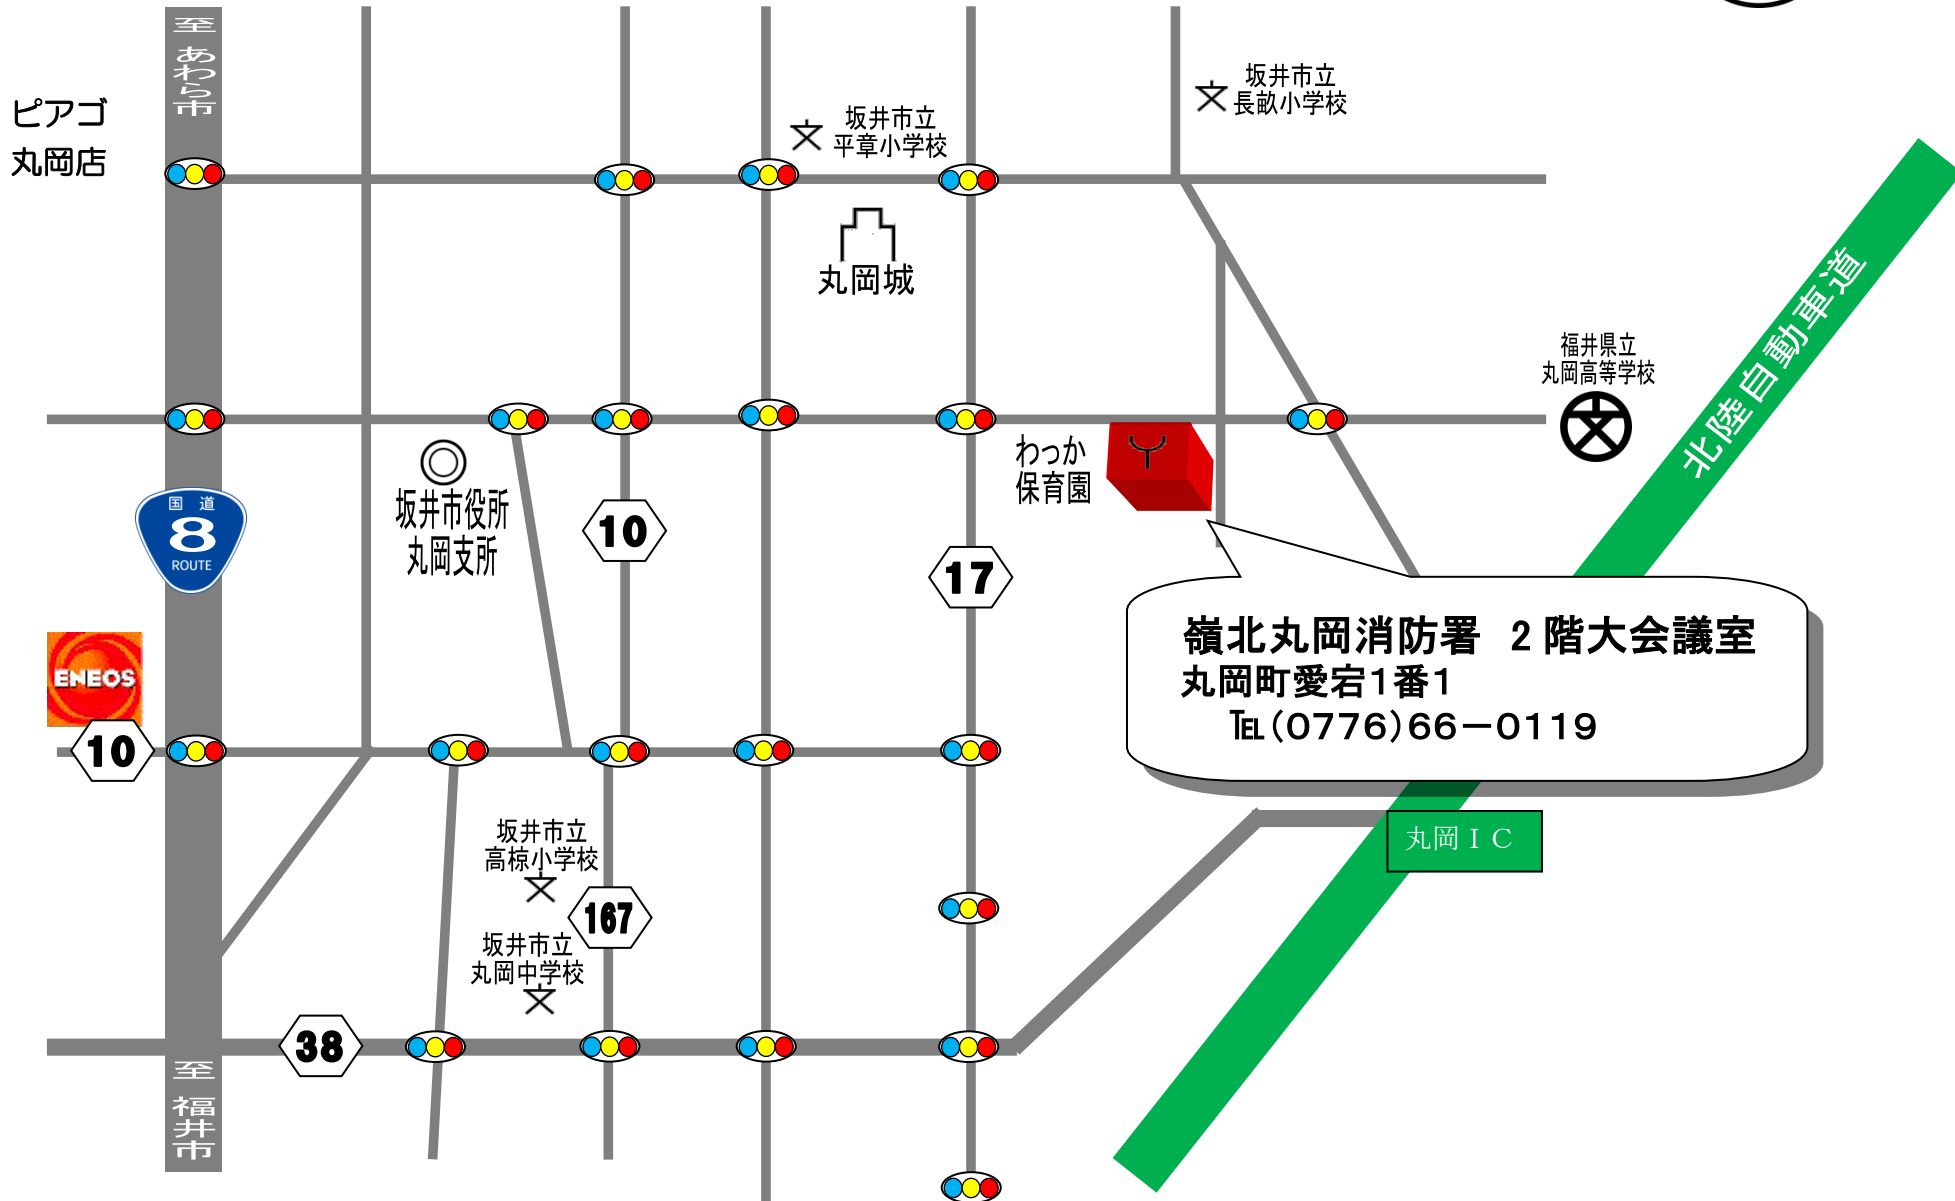 至 あわら市
ピアゴ
丸岡店
坂井市立
平章小学校
坂井市立
長畝小学校
丸岡城
北陸自動車道
福井県立
丸岡高等学校
わっか
保育園
坂井市役所
丸岡支所
国道
8
ROUTE
10
17
ENEOS
10
嶺北丸岡消防署 2階大会議室
丸岡町愛宕1番1
℡(0776)66-0119
丸岡IC
坂井市立
高椋小学校
167
坂井市立
丸岡中学校
38
至 福井市